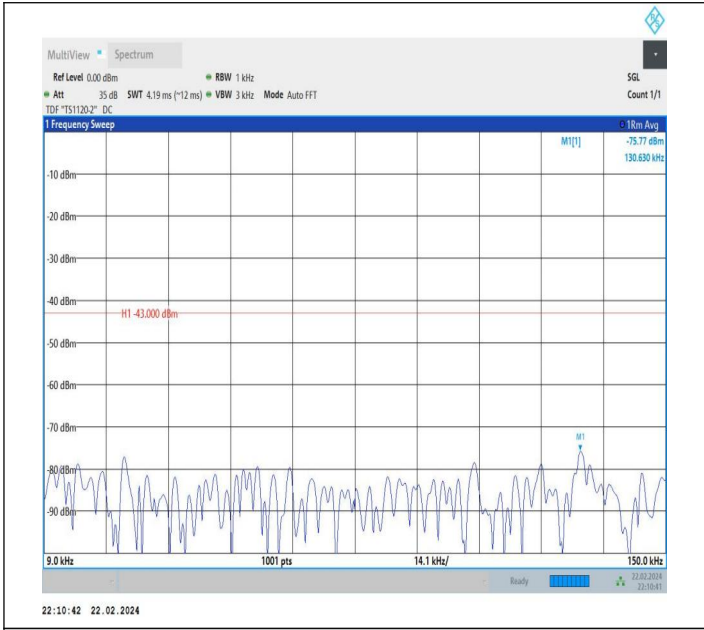 R S
MultiView Spectrum
Ref Level 0.00 dBm RBW 1 kHz SGL
Att 35 dB SWT 4.19 ms (~12 ms) VBW 3 kHz Mode Auto FFT Count 1/1
TDF "TS1120-2" DC
1 Frequency Sweep 1Rm Avg
M1[1] -75.77 dBm
130.630 kHz
-10 dBm
-20 dBm
-30 dBm
-40 dBm
H1 -43.000 dBm
-50 dBm
-60 dBm
-70 dBm
M1
-80 dBm
-90 dBm
9.0 kHz 1001 pts 14.1 kHz/ 150.0 kHz
Ready 22.02.2024
22:10:41
22:10:42 22.02.2024